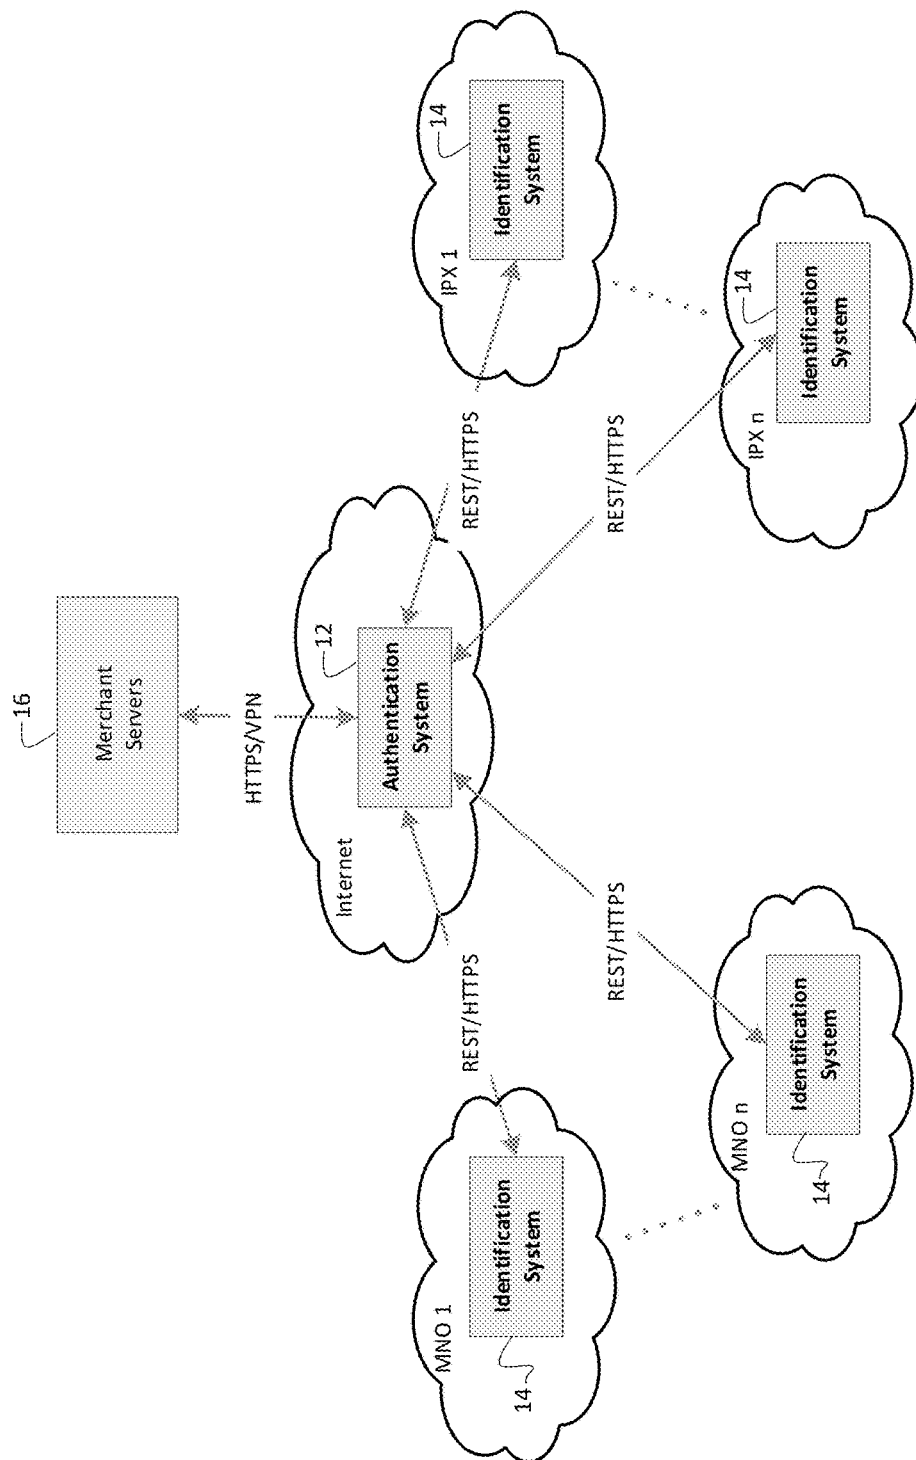 16
Merchant
Servers
HTTPS/VPN
Internet
12
Authentication
System
REST/HTTPS
REST/HTTPS
REST/HTTPS
REST/HTTPS
MNO 1
Identification
System
14
MNO n
Identification
System
14
IPX 1
14
Identification
System
IPX n
14
Identification
System